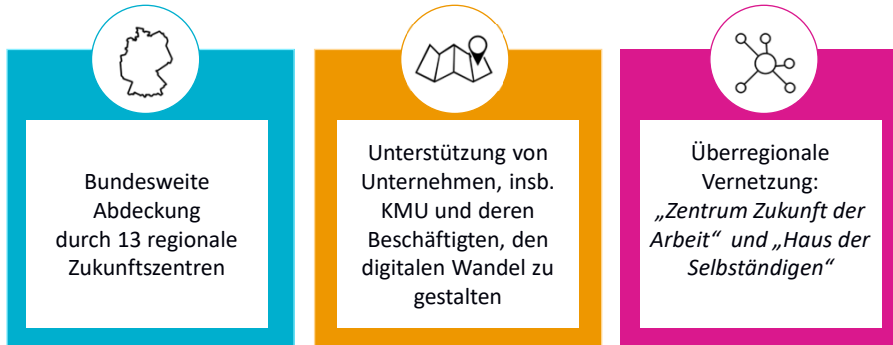 Bundesweite
Abdeckung
durch 13 regionale
Zukunftszentren
Unterstützung von
Unternehmen, insb.
KMU und deren
Beschäftigten, den
digitalen Wandel zu
gestalten
Überregionale
Vernetzung:
„Zentrum Zukunft der
Arbeit“ und „Haus der
Selbständigen“